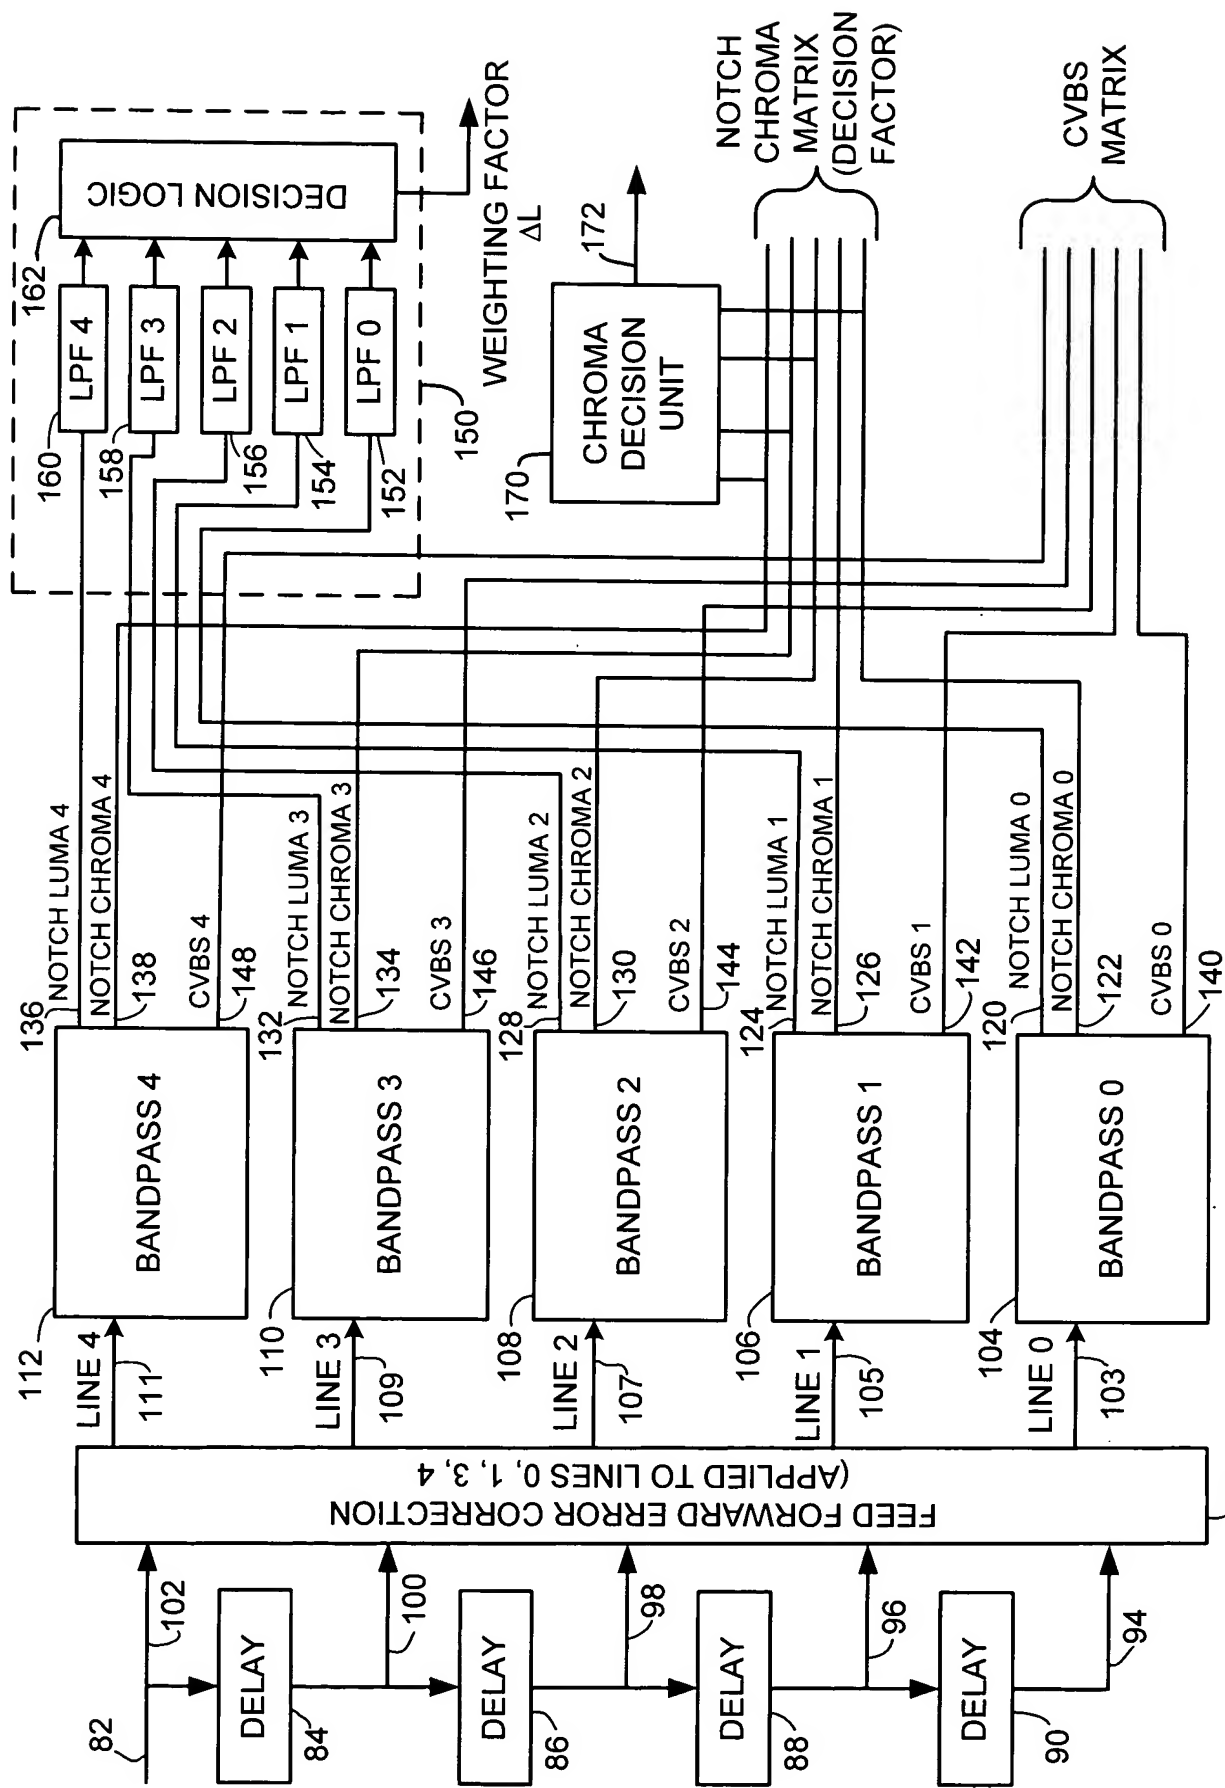 82
102
DELAY
84
100
DELAY
86
98
DELAY
88
96
DELAY
90
94
FEED FORWARD ERROR CORRECTION
(APPLIED TO LINES 0, 1, 3, 4
112
LINE 4
111
BANDPASS 4
110
LINE 3
109
BANDPASS 3
108
LINE 2
107
BANDPASS 2
106
LINE 1
105
BANDPASS 1
104
LINE 0
103
BANDPASS 0
136
NOTCH LUMA 4
NOTCH CHROMA 4
138
CVBS 4
148
NOTCH LUMA 3
132
NOTCH CHROMA 3
134
CVBS 3
146
NOTCH LUMA 2
128
NOTCH CHROMA 2
130
CVBS 2
144
NOTCH LUMA 1
124
NOTCH CHROMA 1
126
CVBS 1
142
NOTCH LUMA 0
120
NOTCH CHROMA 0
122
CVBS 0
140
160
LPF 4
158
LPF 3
156
LPF 2
154
LPF 1
152
LPF 0
162
DECISION LOGIC
150
WEIGHTING FACTOR
ΔL
170
CHROMA
DECISION
UNIT
172
NOTCH
CHROMA
MATRIX
(DECISION
FACTOR)
CVBS
MATRIX